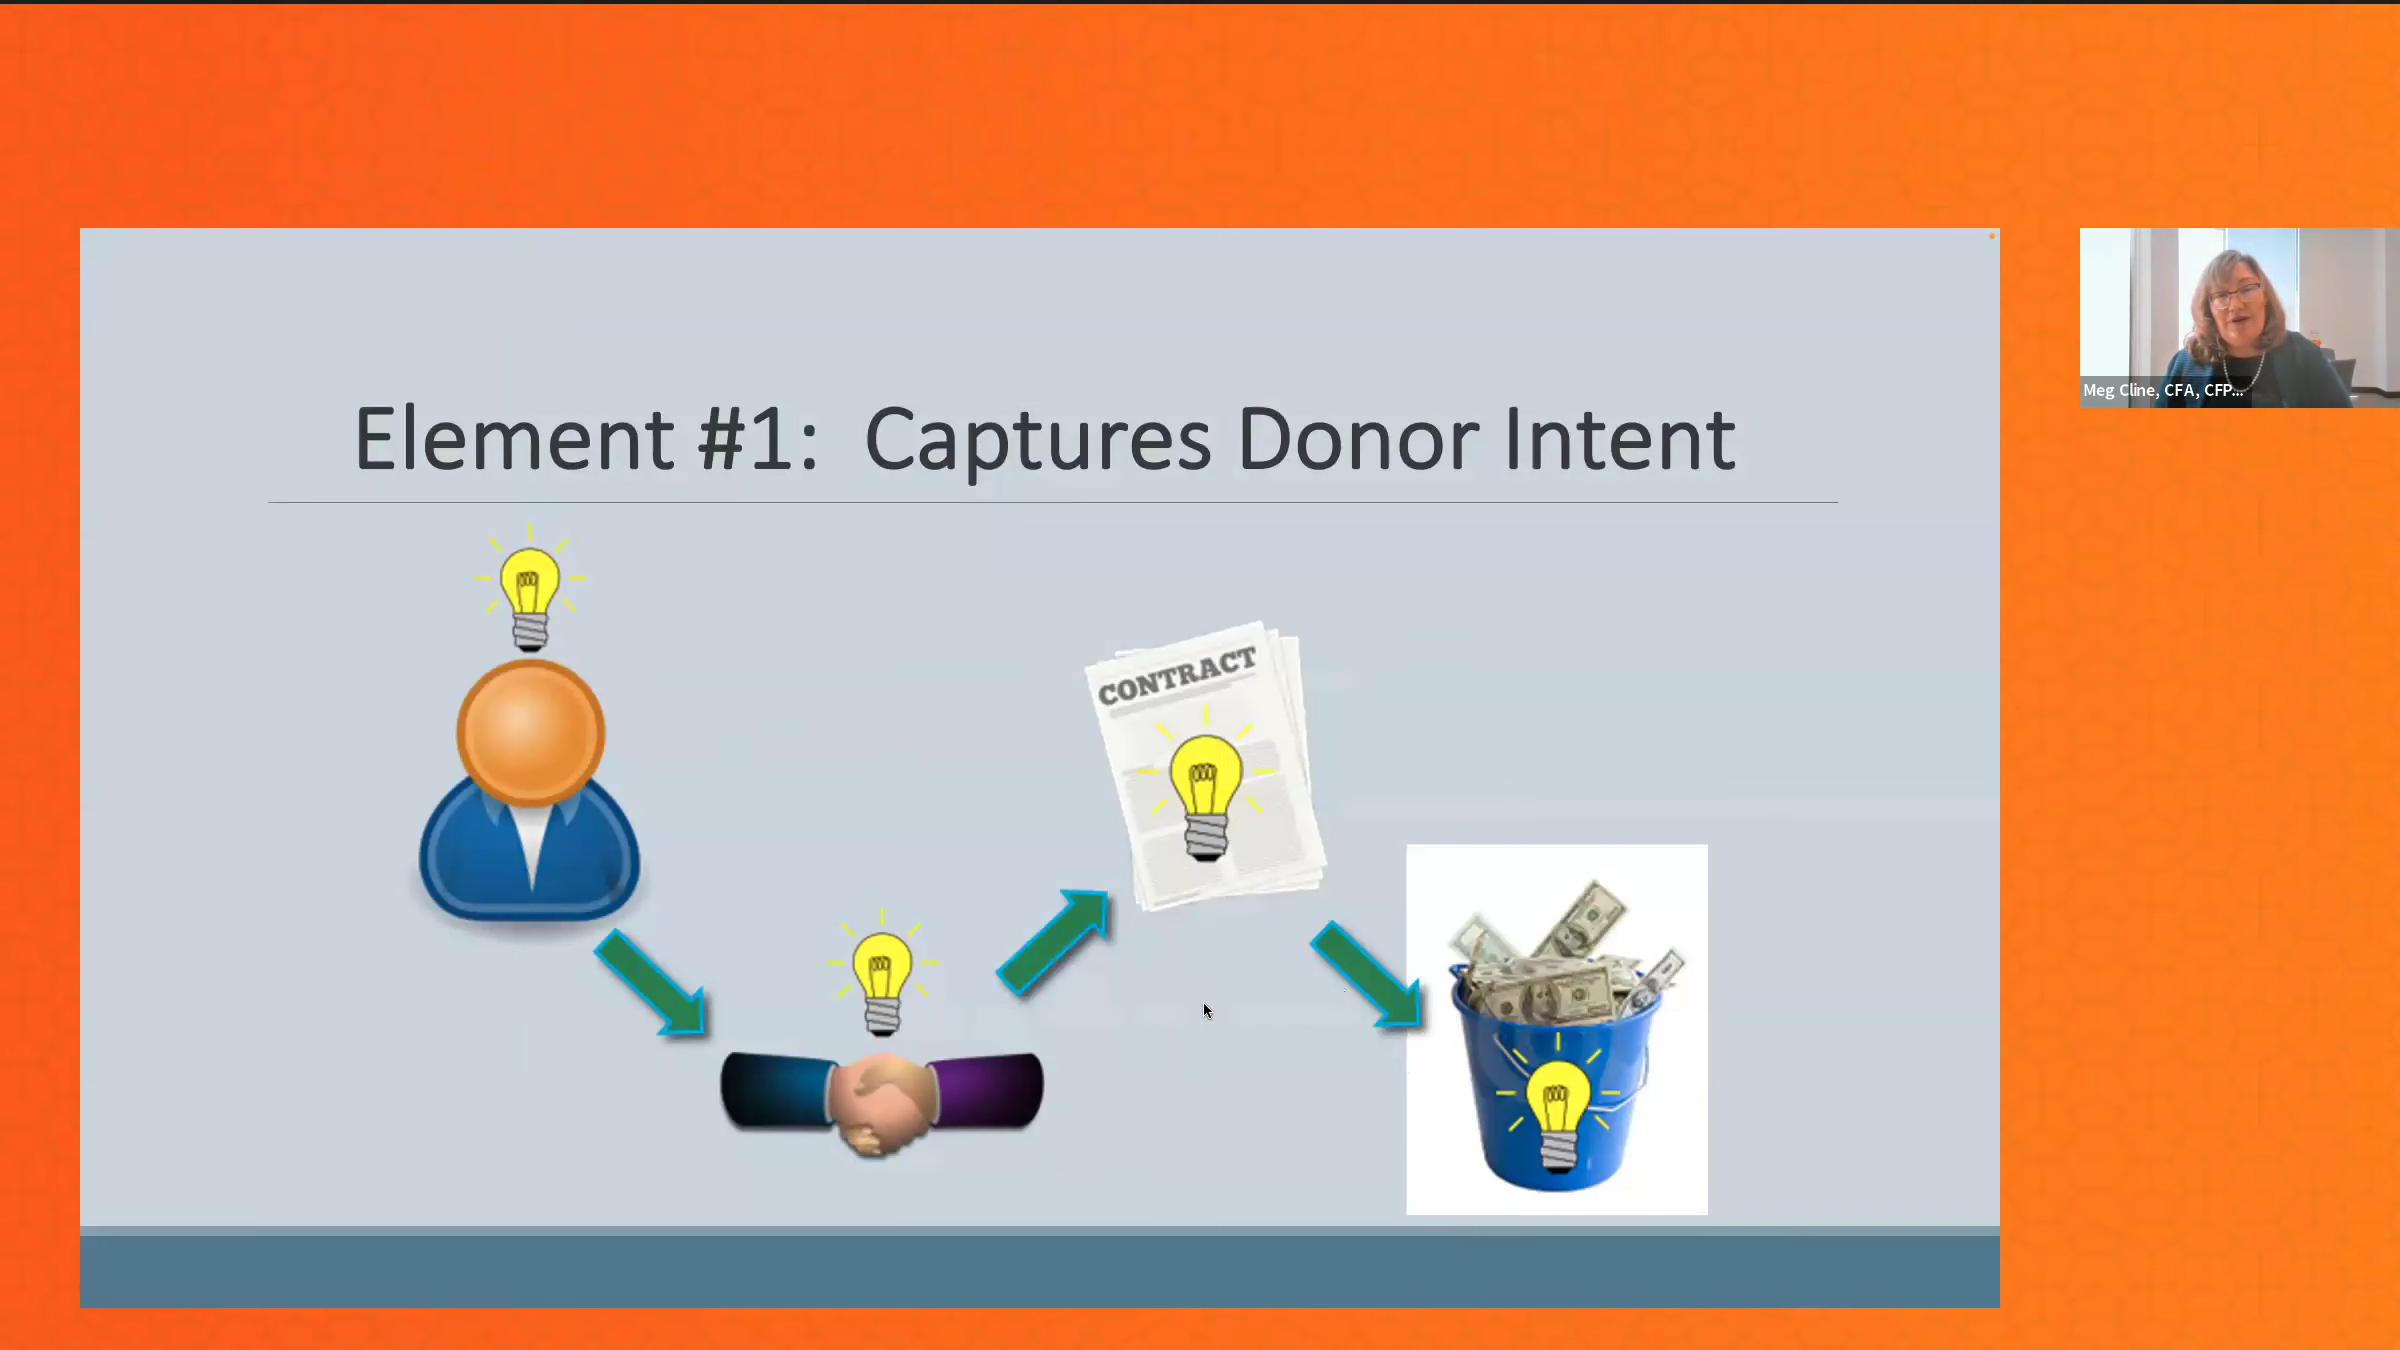 Element #1:  Captures Donor Intent
CONTRACT
Meg Cline, CFA, CFP...